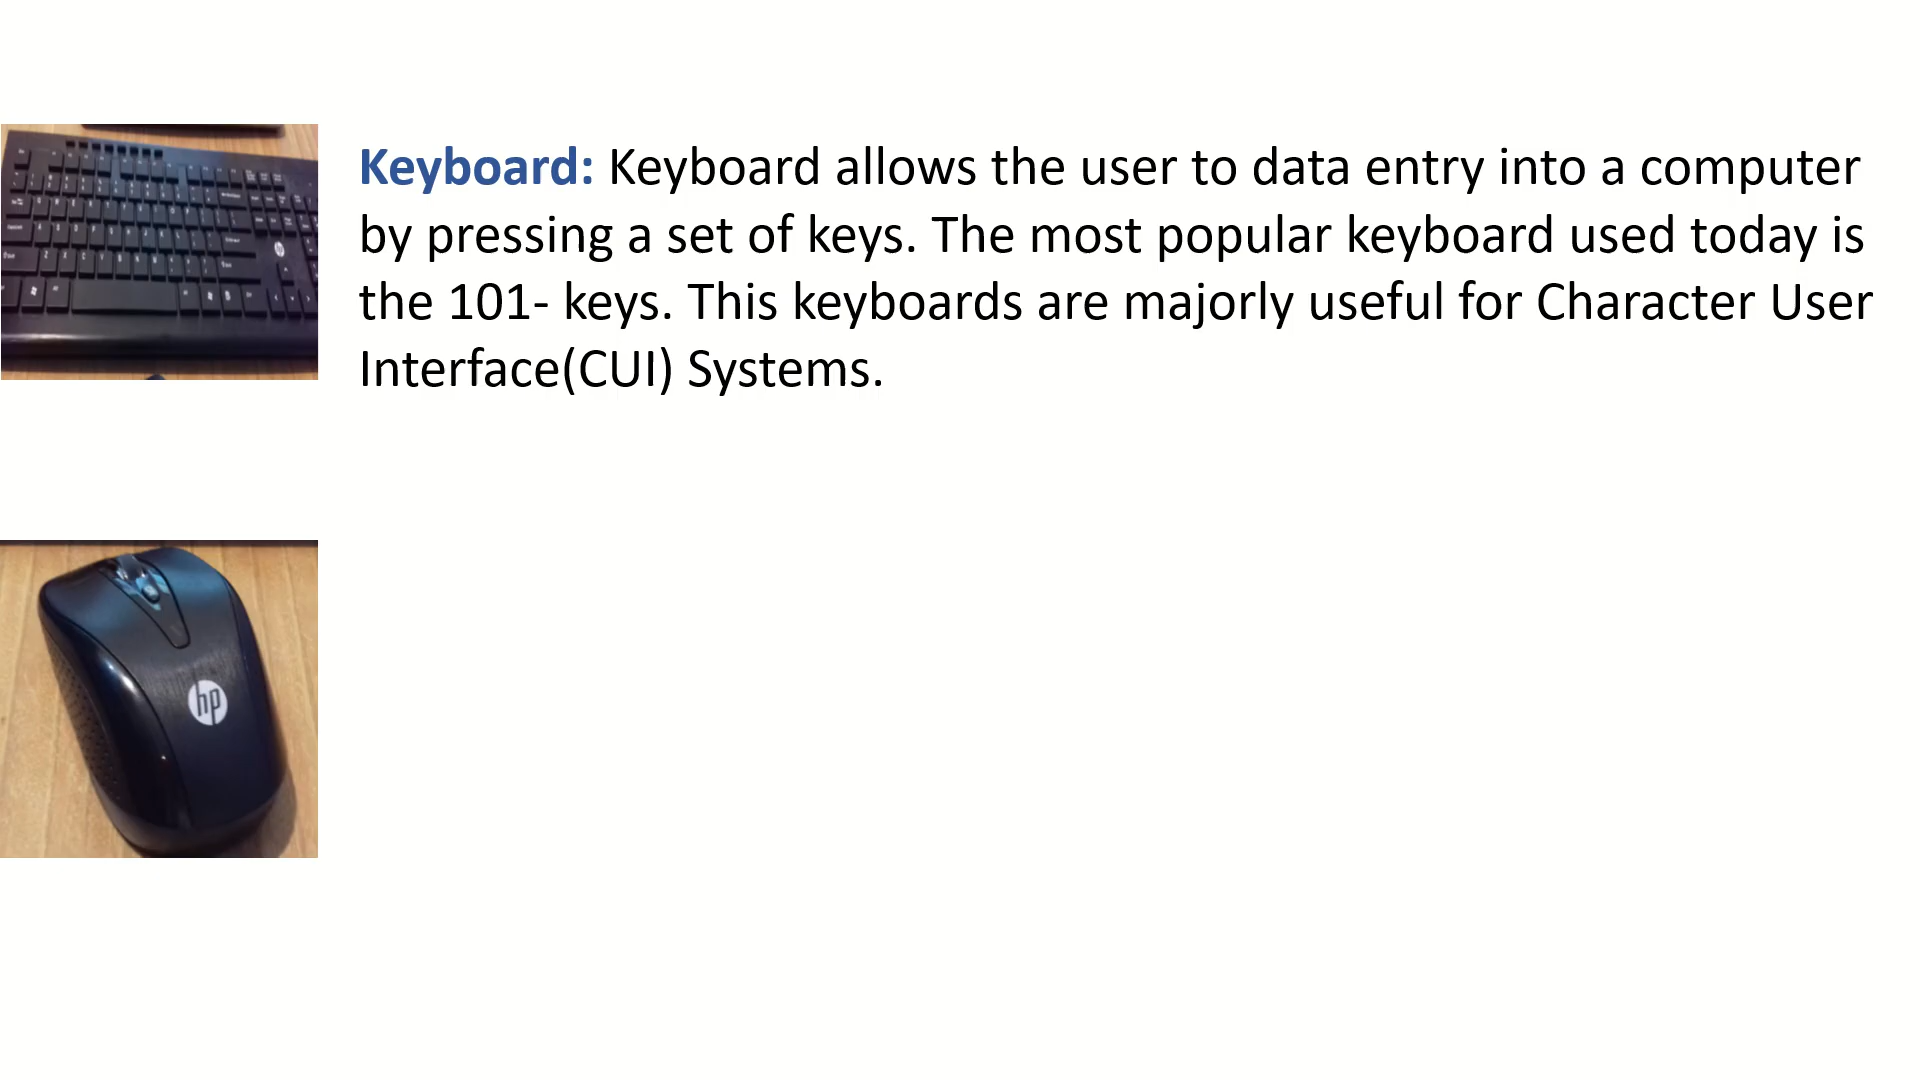 Keyboard: Keyboard allows the user to data entry into a computer
by pressing a set of keys. The most popular keyboard used today is
the 101- keys. This keyboards are majorly useful for Character User
Interface(CUI) Systems.
hp